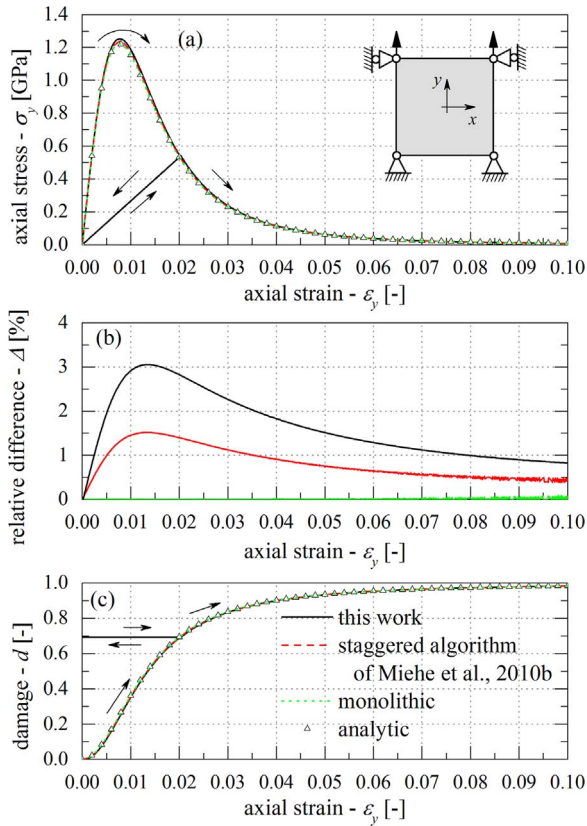 axial stress - σy [GPa]
1.4
1.2
1.0
0.8
0.6
0.4
0.2
0.0
(a)
y
x
0.00 0.01 0.02 0.03 0.04 0.05 0.06 0.07 0.08 0.09 0.10
axial strain - εy [-]
relative difference - Δ [%]
4
3
2
1
0
(b)
0.00 0.01 0.02 0.03 0.04 0.05 0.06 0.07 0.08 0.09 0.10
axial strain - εy [-]
damage - d [-]
1.0
0.8
0.6
0.4
0.2
0.0
(c)
this work
staggered algorithm
of Miehe et al., 2010b
monolithic
analytic
0.00 0.01 0.02 0.03 0.04 0.05 0.06 0.07 0.08 0.09 0.10
axial strain - εy [-]